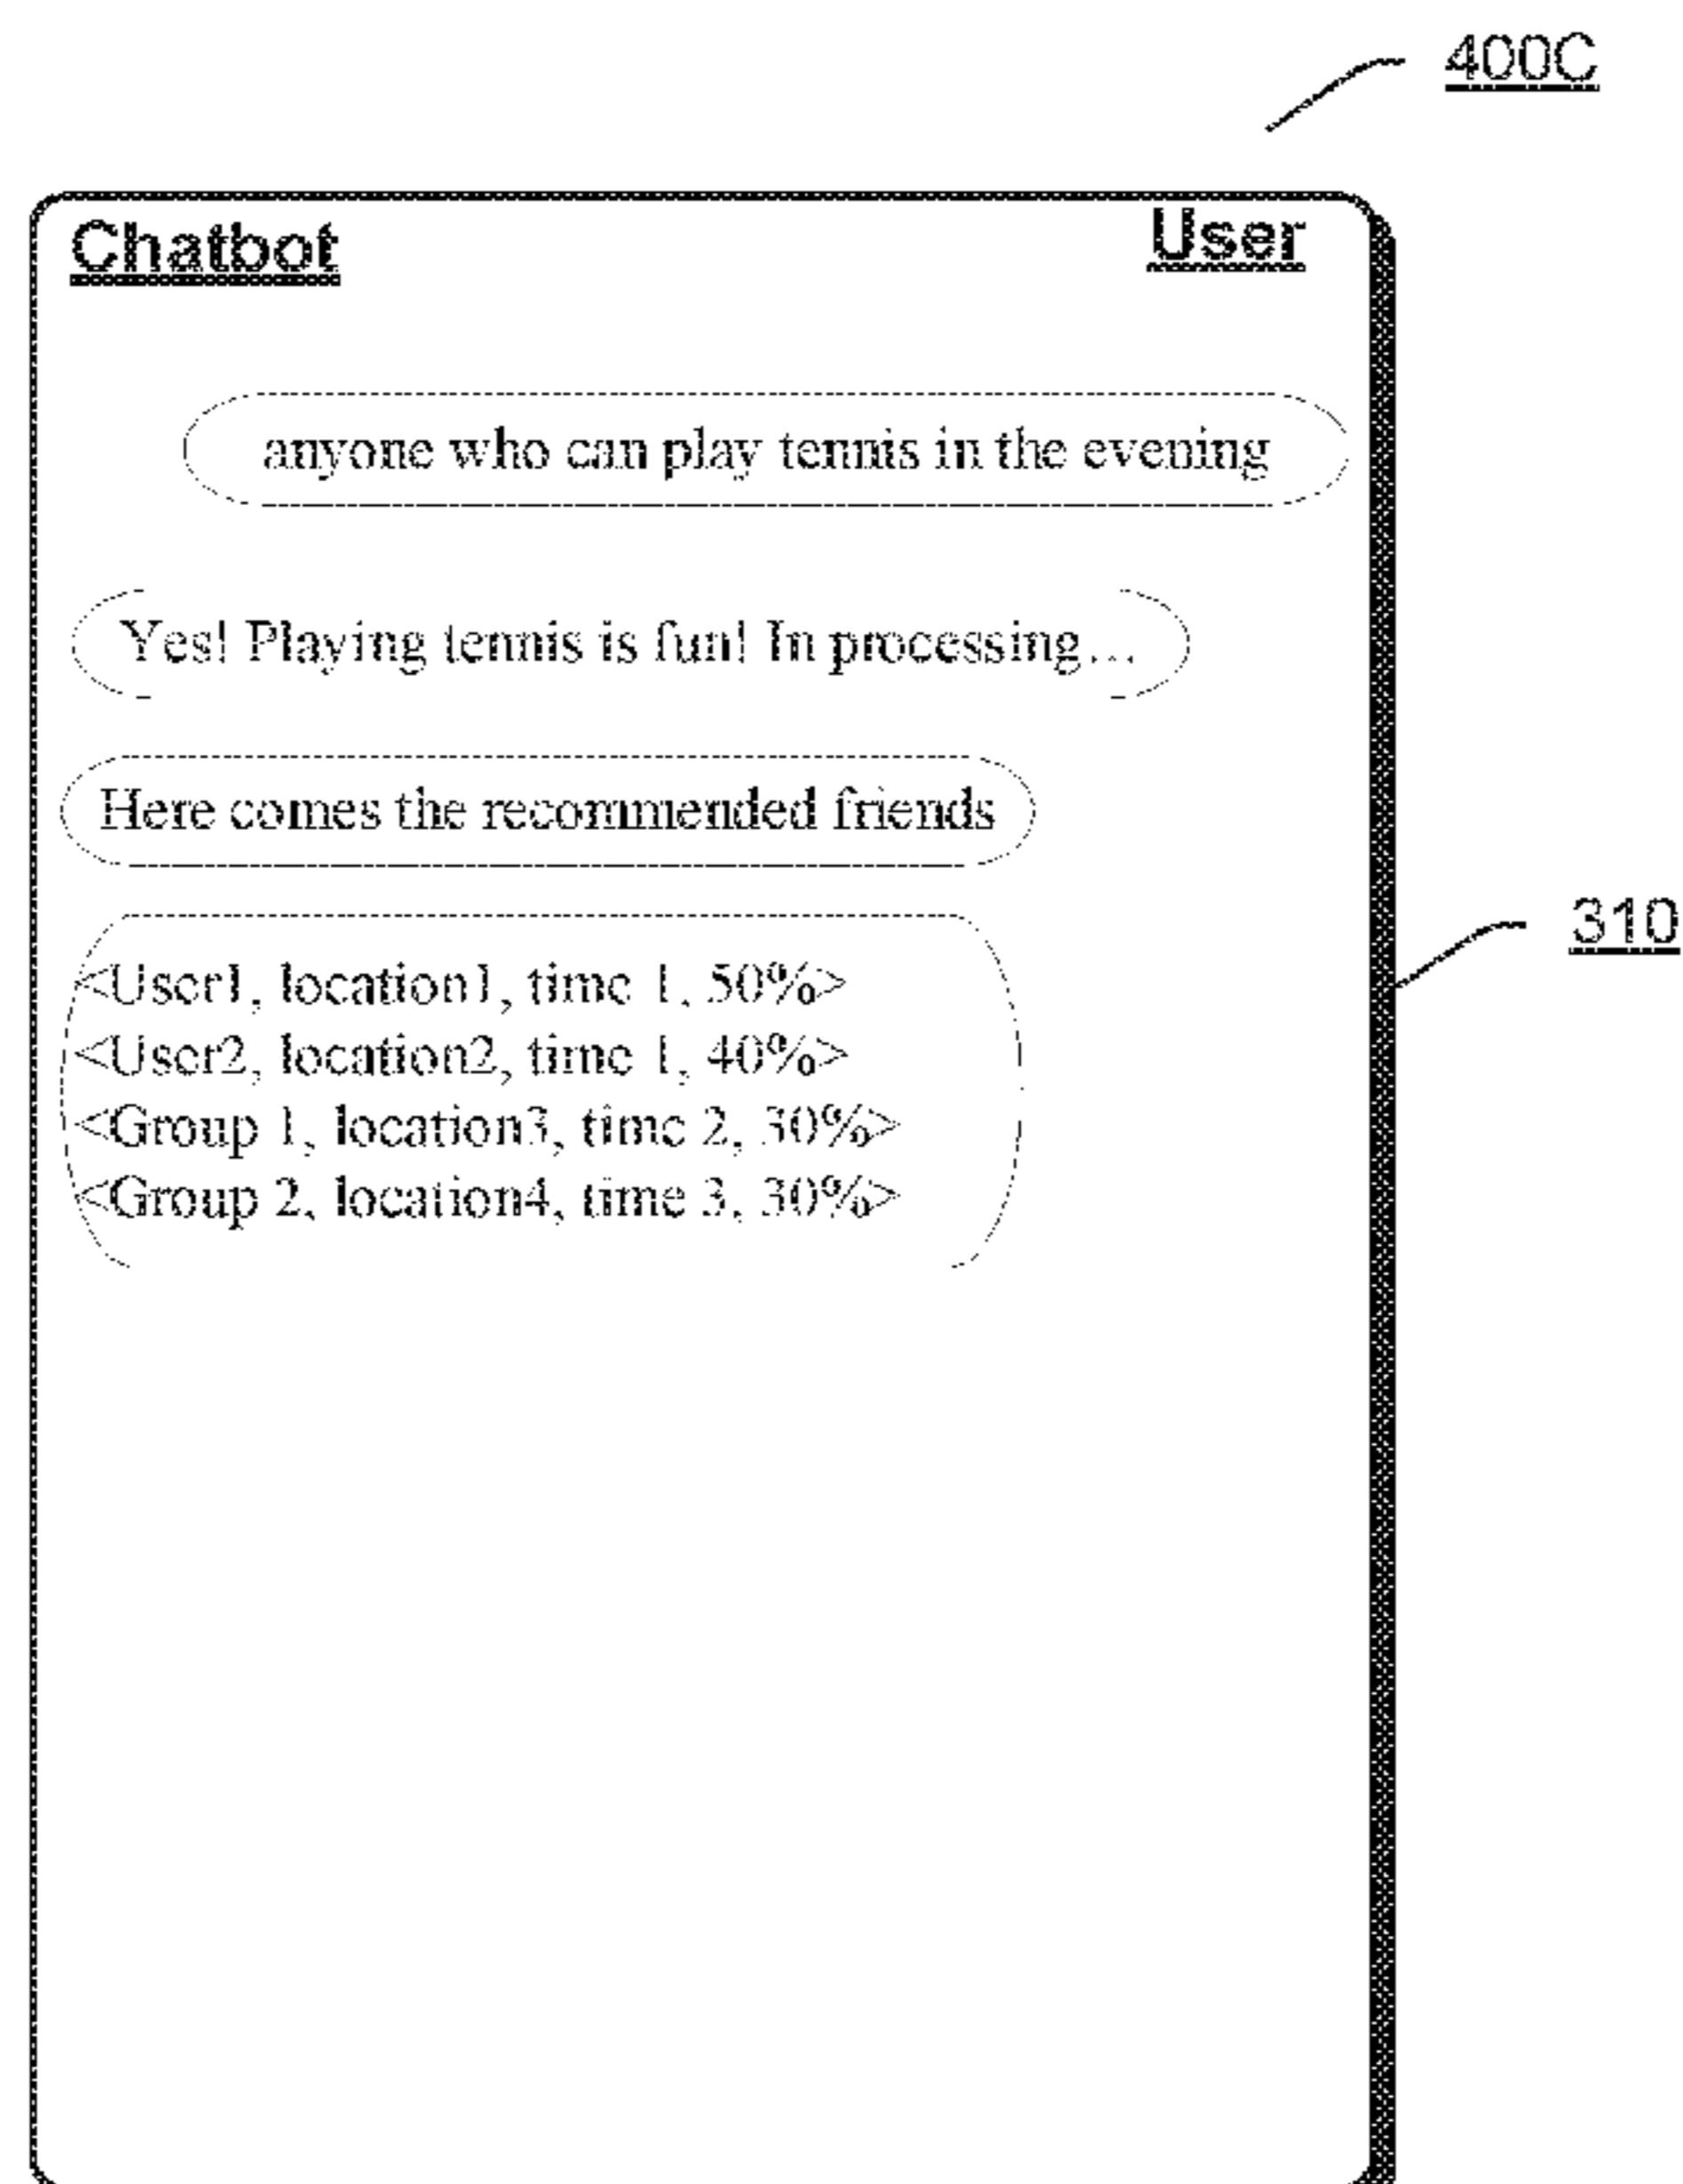 400C
Chatbot User
anyone who can play tennis in the evening
Yes! Playing tennis is fun! In processing...
Here comes the recommended friends
<User1, location1, time 1, 50%>
<User2, location2, time 1, 40%>
<Group 1, location3, time 2, 30%>
<Group 2, location4, time 3, 30%>
310